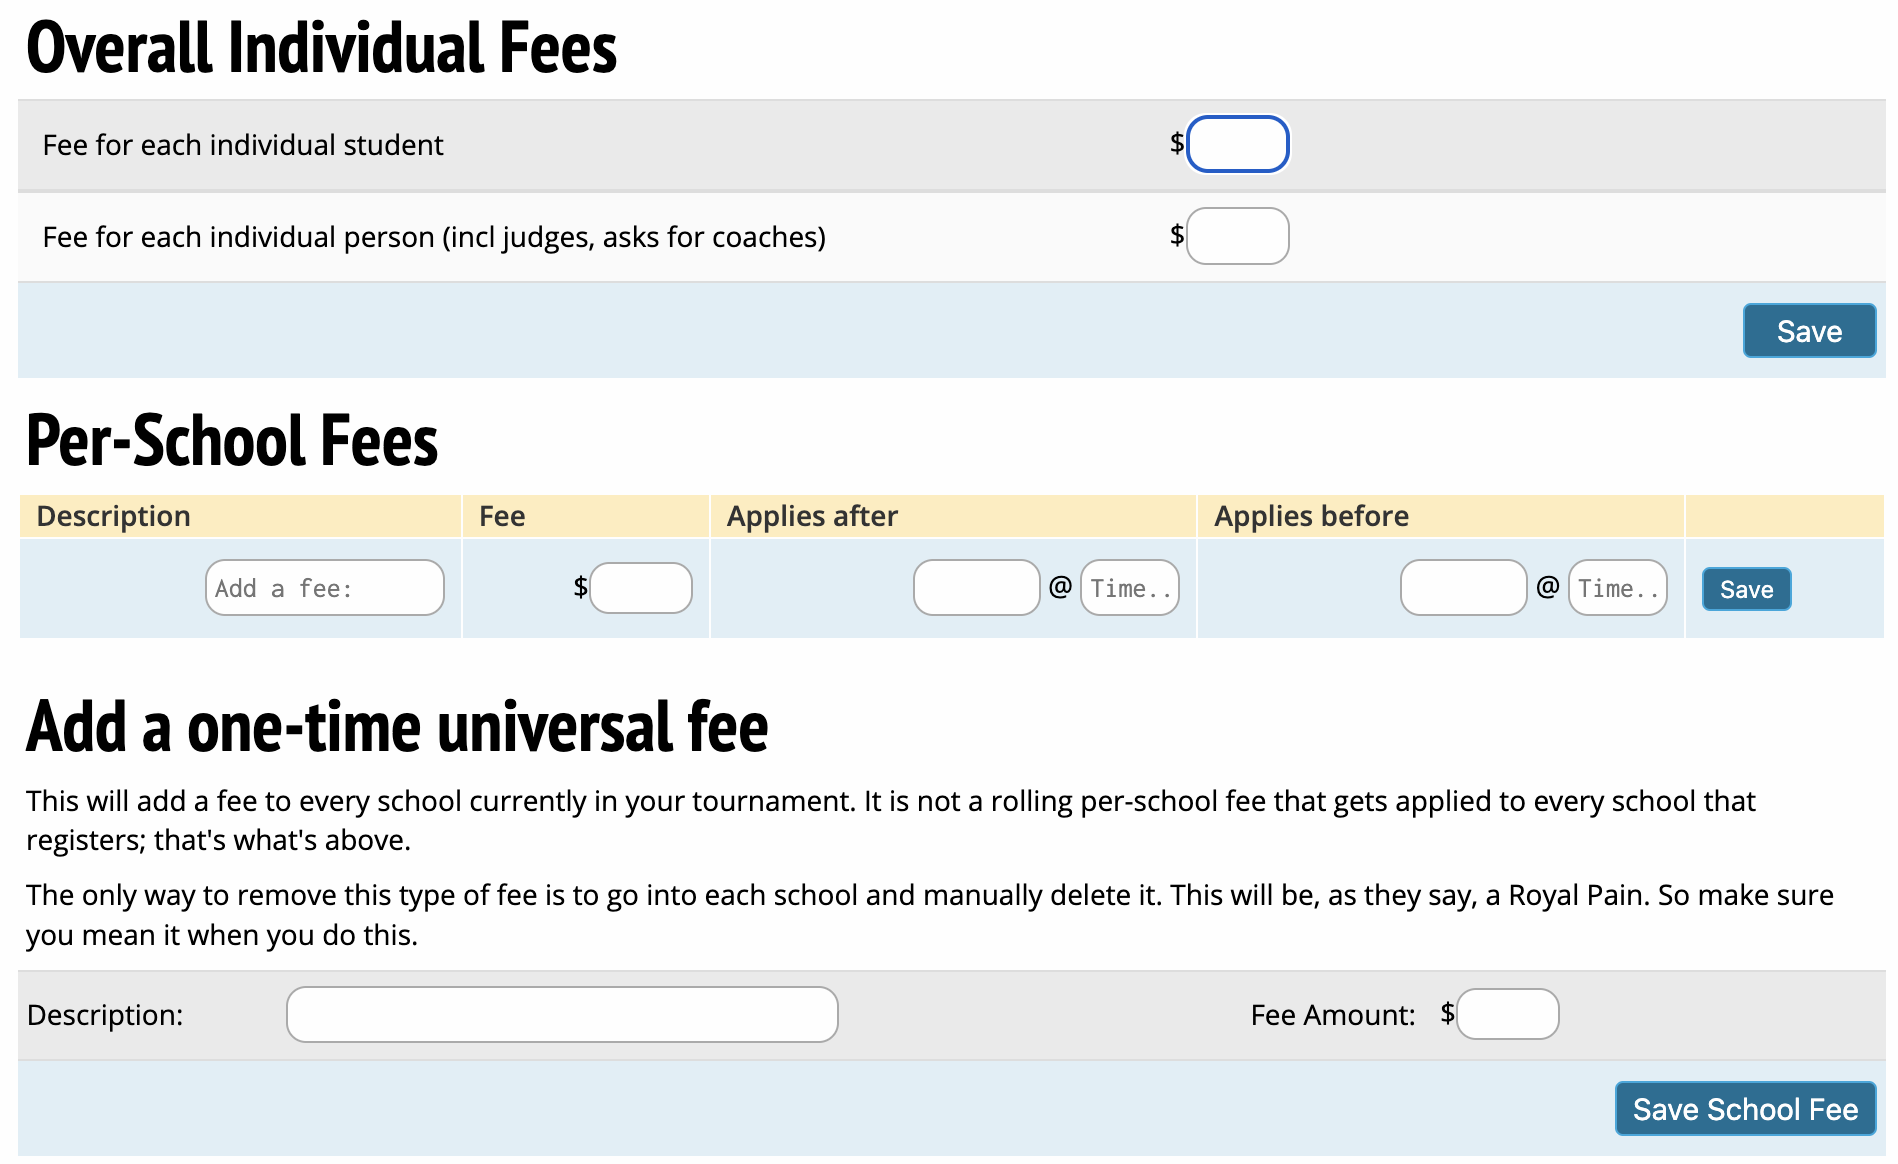 Overall Individual Fees
Fee for each individual student $
Fee for each individual person (incl judges, asks for coaches) $
Save
Per-School Fees
Description Fee Applies after Applies before
Add a fee: $ @ Time.. @ Time.. Save
Add a one-time universal fee
This will add a fee to every school currently in your tournament. It is not a rolling per-school fee that gets applied to every school that
registers; that's what's above.
The only way to remove this type of fee is to go into each school and manually delete it. This will be, as they say, a Royal Pain. So make sure
you mean it when you do this.
Description: Fee Amount: $
Save School Fee